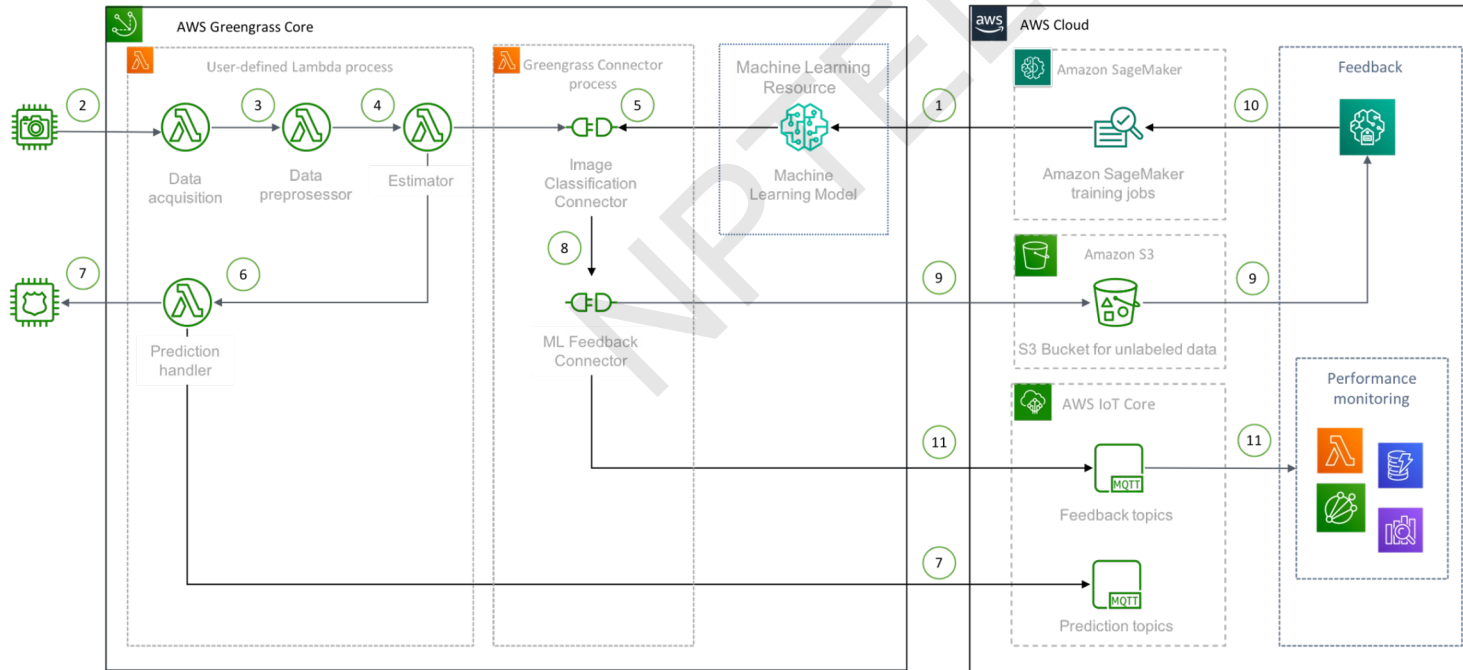 AWS Greengrass Core
aws
AWS Cloud
User-defined Lambda process
Greengrass Connector
process
Machine Learning
Resource
Amazon SageMaker
Feedback
2
3
4
5
1
10
Data
acquisition
Data
preprosessor
Estimator
Image
Classification
Connector
Machine
Learning Model
Amazon SageMaker
training jobs
8
Amazon S3
7
6
9
9
Prediction
handler
ML Feedback
Connector
S3 Bucket for unlabeled data
Performance
monitoring
AWS IoT Core
11
11
MQTT
Feedback topics
7
MQTT
Prediction topics
NPTEL